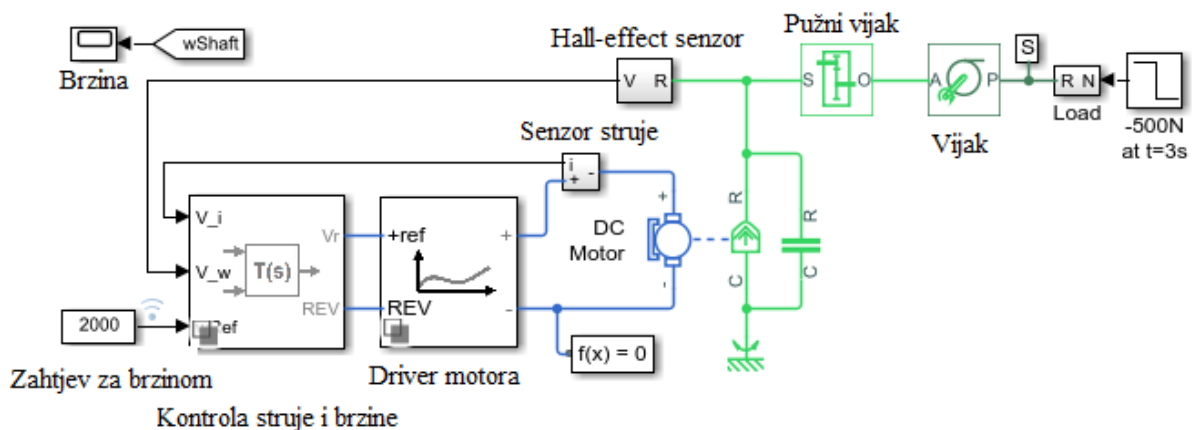 wShaft
Brzina
Hall-effect senzor
V R
Pužni vijak
S O
A P
Vijak
S
R N
Load
-500N
at t=3s
Senzor struje
i
+ -
V_i
V_w
T(s)
Vr
REV
+ref
REV
+
-
DC
Motor
+
-
R
C
R
C
2000
f(x) = 0
Zahtjev za brzinom
Driver motora
Kontrola struje i brzine